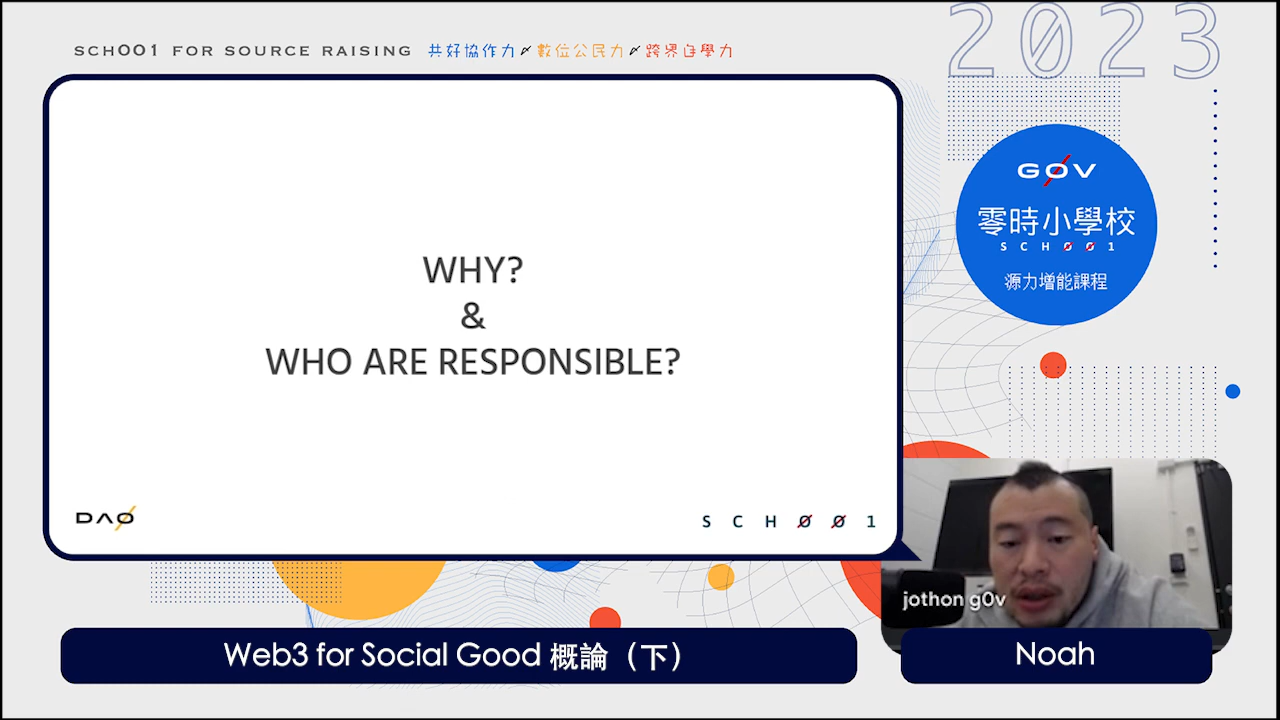 SCH001 FOR SOURCE RAISING 共好協作力〆數位公民力〆跨界自學力
2023
WHY?
&
WHO ARE RESPONSIBLE?
DAO
SCH001
G0V
零時小學校
SCH001
源力增能課程
jothon g0v
Web3 for Social Good 概論（下）
Noah